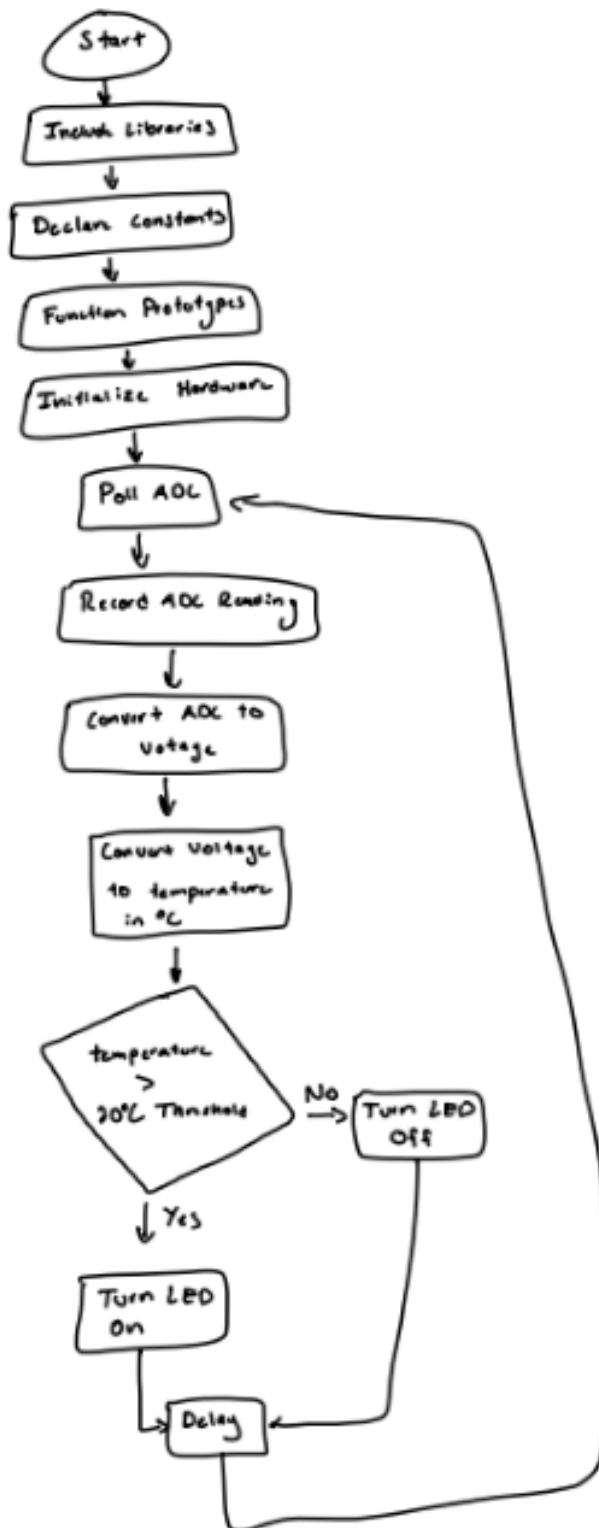 Start
Include Libraries
Declare Constants
Function Prototypes
Initialize Hardware
Poll ADC
Record ADC Reading
Convert ADC to
Votage
Convert Voltage
to temperature
in °C
temperature
>
20°C Threshold
No
Turn LED
Off
Yes
Turn LED
On
Delay